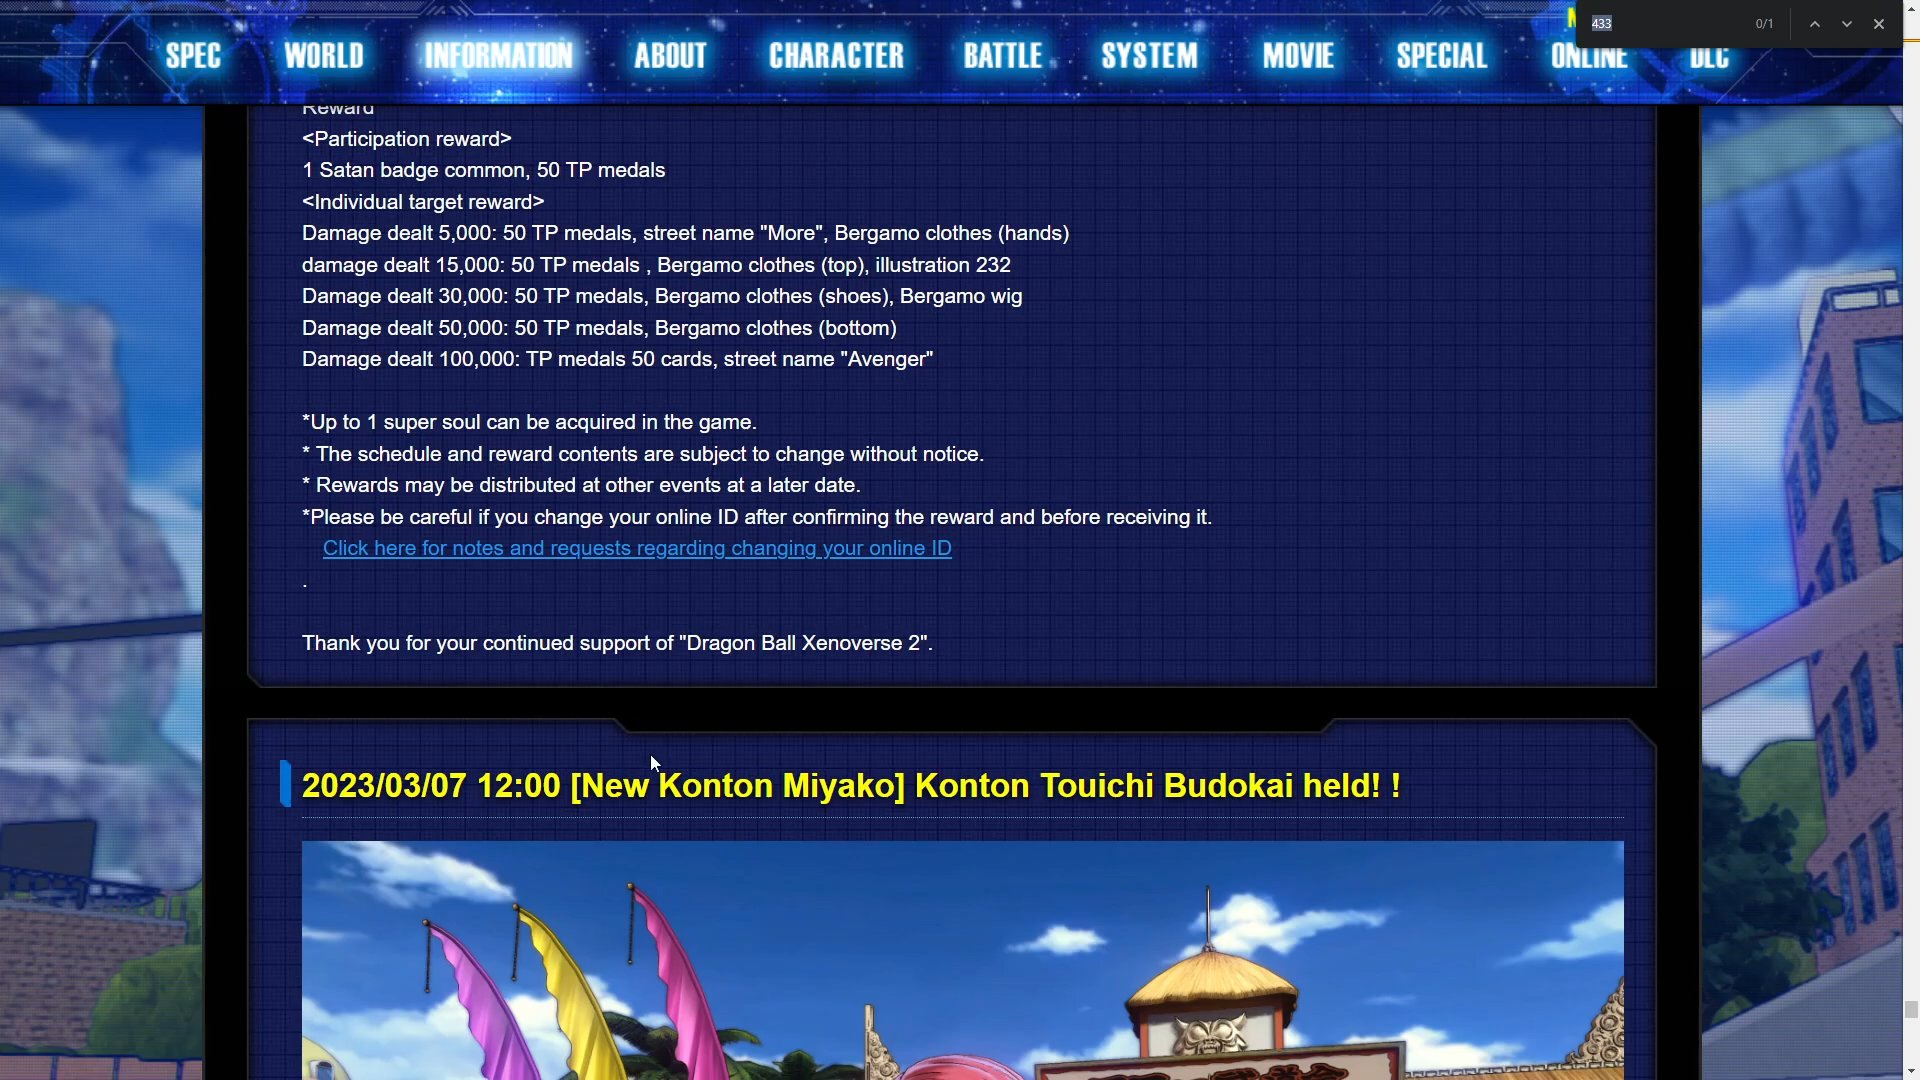 433
0/1
SPEC WORLD INFORMATION ABOUT CHARACTER BATTLE SYSTEM MOVIE SPECIAL ONLINE DLC
Reward
<Participation reward>
1 Satan badge common, 50 TP medals
<Individual target reward>
Damage dealt 5,000: 50 TP medals, street name "More", Bergamo clothes (hands)
damage dealt 15,000: 50 TP medals , Bergamo clothes (top), illustration 232
Damage dealt 30,000: 50 TP medals, Bergamo clothes (shoes), Bergamo wig
Damage dealt 50,000: 50 TP medals, Bergamo clothes (bottom)
Damage dealt 100,000: TP medals 50 cards, street name "Avenger"
*Up to 1 super soul can be acquired in the game.
* The schedule and reward contents are subject to change without notice.
* Rewards may be distributed at other events at a later date.
*Please be careful if you change your online ID after confirming the reward and before receiving it.
Click here for notes and requests regarding changing your online ID
.
Thank you for your continued support of "Dragon Ball Xenoverse 2".
2023/03/07 12:00 [New Konton Miyako] Konton Touichi Budokai held! !